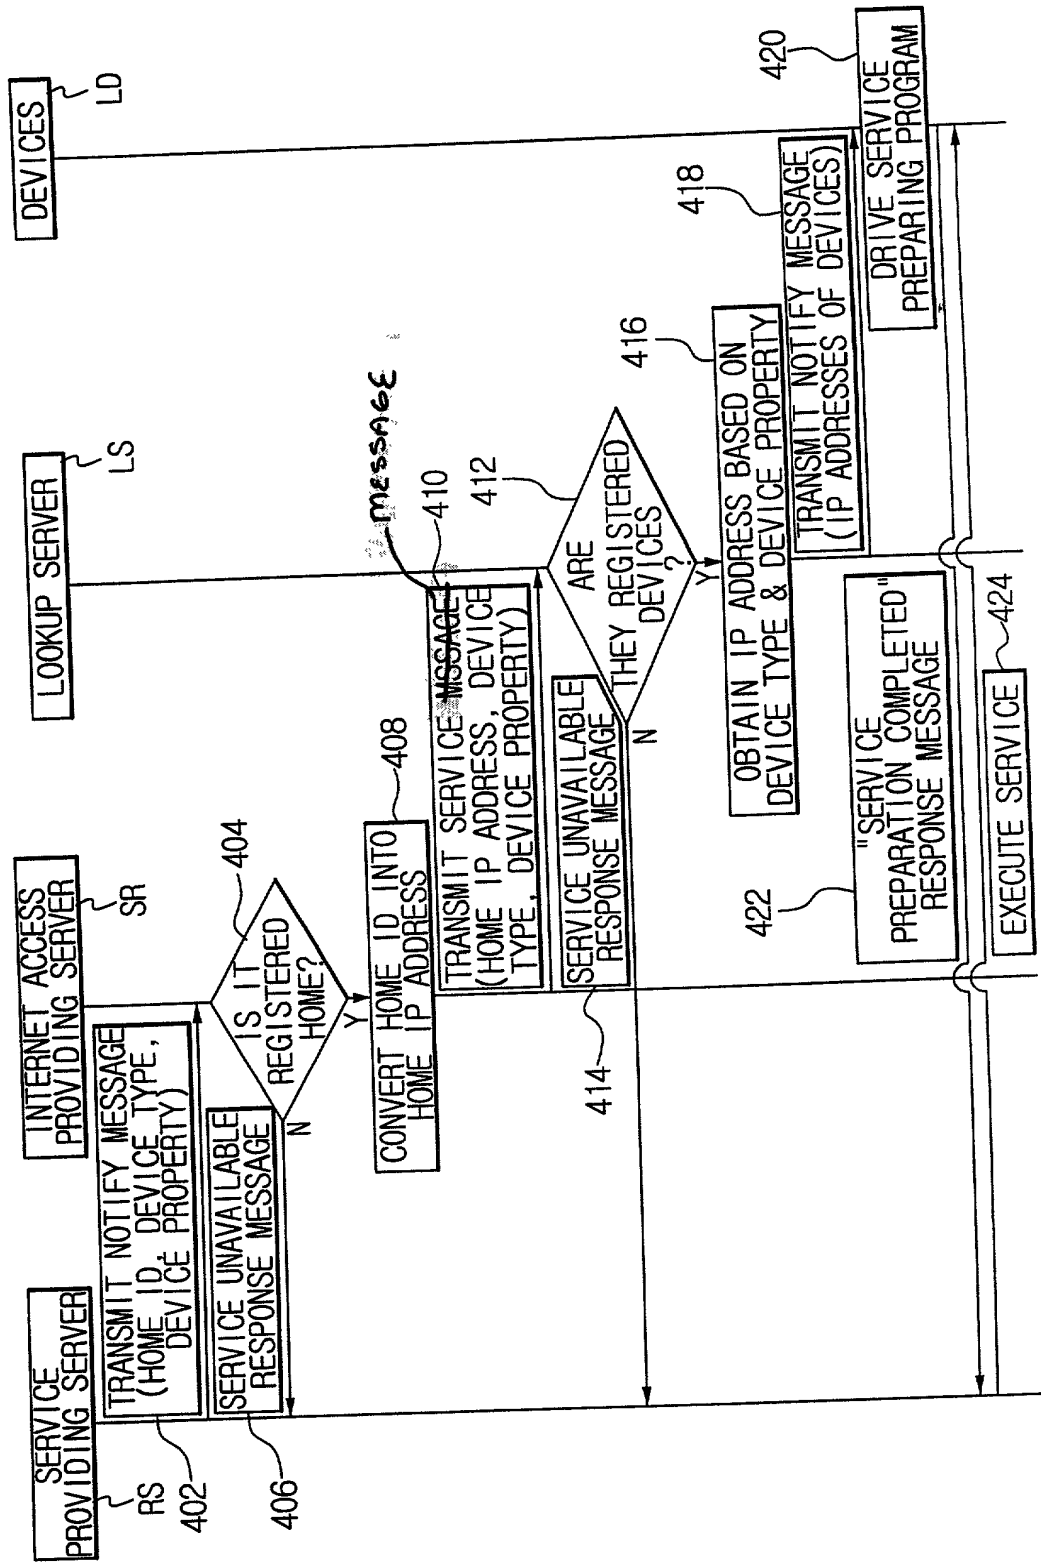 SERVICE
PROVIDING SERVER
RS
INTERNET ACCESS
PROVIDING SERVER
SR
LOOKUP SERVER
LS
DEVICES
LD
402
TRANSMIT NOTIFY MESSAGE
(HOME ID, DEVICE TYPE,
DEVICE PROPERTY)
404
IS IT
REGISTERED
HOME?
406
SERVICE UNAVAILABLE
RESPONSE MESSAGE
N
Y
CONVERT HOME ID INTO
HOME IP ADDRESS
408
MESSAGE
TRANSMIT SERVICE MSSAGE
(HOME IP ADDRESS, DEVICE
TYPE, DEVICE PROPERTY)
410
412
ARE
THEY REGISTERED
DEVICES
?
414
SERVICE UNAVAILABLE
RESPONSE MESSAGE
N
Y
OBTAIN IP ADDRESS BASED ON
DEVICE TYPE & DEVICE PROPERTY
416
TRANSMIT NOTIFY MESSAGE
(IP ADDRESSES OF DEVICES)
418
DRIVE SERVICE
PREPARING PROGRAM
420
422
"SERVICE
PREPARATION COMPLETED"
RESPONSE MESSAGE
EXECUTE SERVICE
424